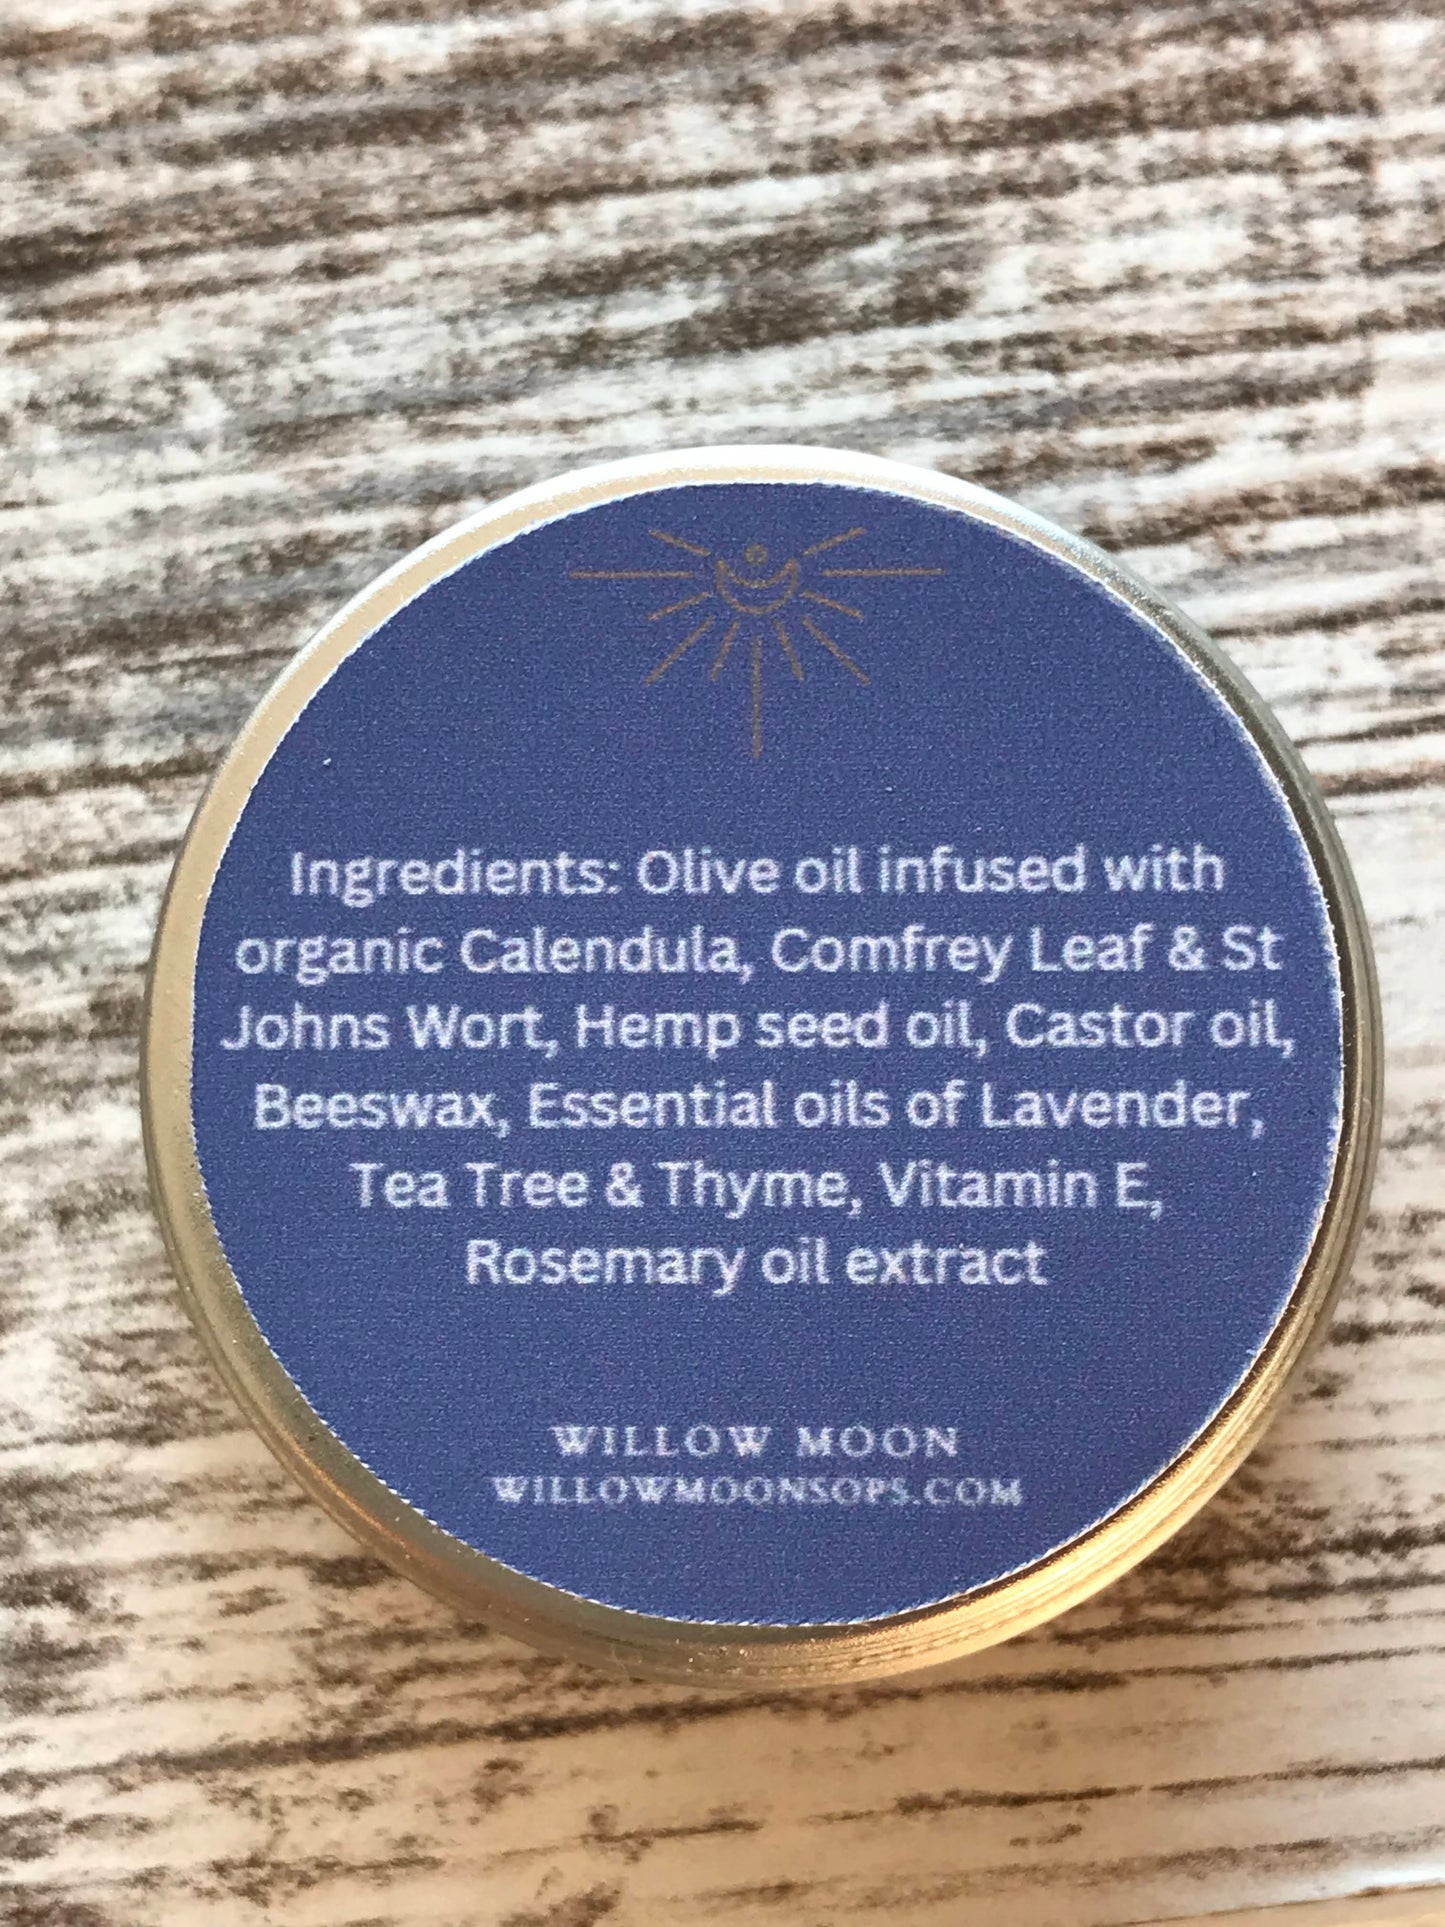 Ingredients: Olive oil infused with
organic Calendula, Comfrey Leaf & St
Johns Wort, Hemp seed oil, Castor oil,
Beeswax, Essential oils of Lavender,
Tea Tree & Thyme, Vitamin E,
Rosemary oil extract
WILLOW MOON
WILLOWMOONSOPS.COM